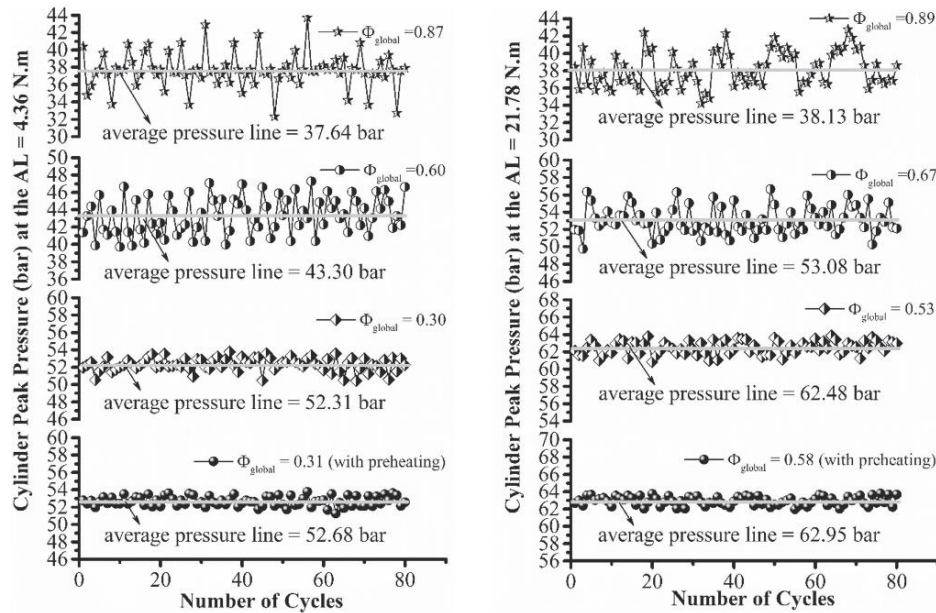 Cylinder Peak Pressure (bar) at the AL = 4.36 N.m
44
42
40
38
36
34
32
30
Φglobal = 0.87
average pressure line = 37.64 bar
50
48
46
44
42
40
38
36
Φglobal = 0.60
average pressure line = 43.30 bar
60
58
56
54
52
50
48
46
Φglobal = 0.30
average pressure line = 52.31 bar
60
58
56
54
52
50
48
46
Φglobal = 0.31 (with preheating)
average pressure line = 52.68 bar
0 20 40 60 80
Number of Cycles
Cylinder Peak Pressure (bar) at the AL = 21.78 N.m
44
42
40
38
36
34
32
30
Φglobal = 0.89
average pressure line = 38.13 bar
60
58
56
54
52
50
Φglobal = 0.67
average pressure line = 53.08 bar
68
66
64
62
60
58
56
54
Φglobal = 0.53
average pressure line = 62.48 bar
70
68
66
64
62
60
58
56
Φglobal = 0.58 (with preheating)
average pressure line = 62.95 bar
0 20 40 60 80
Number of Cycles